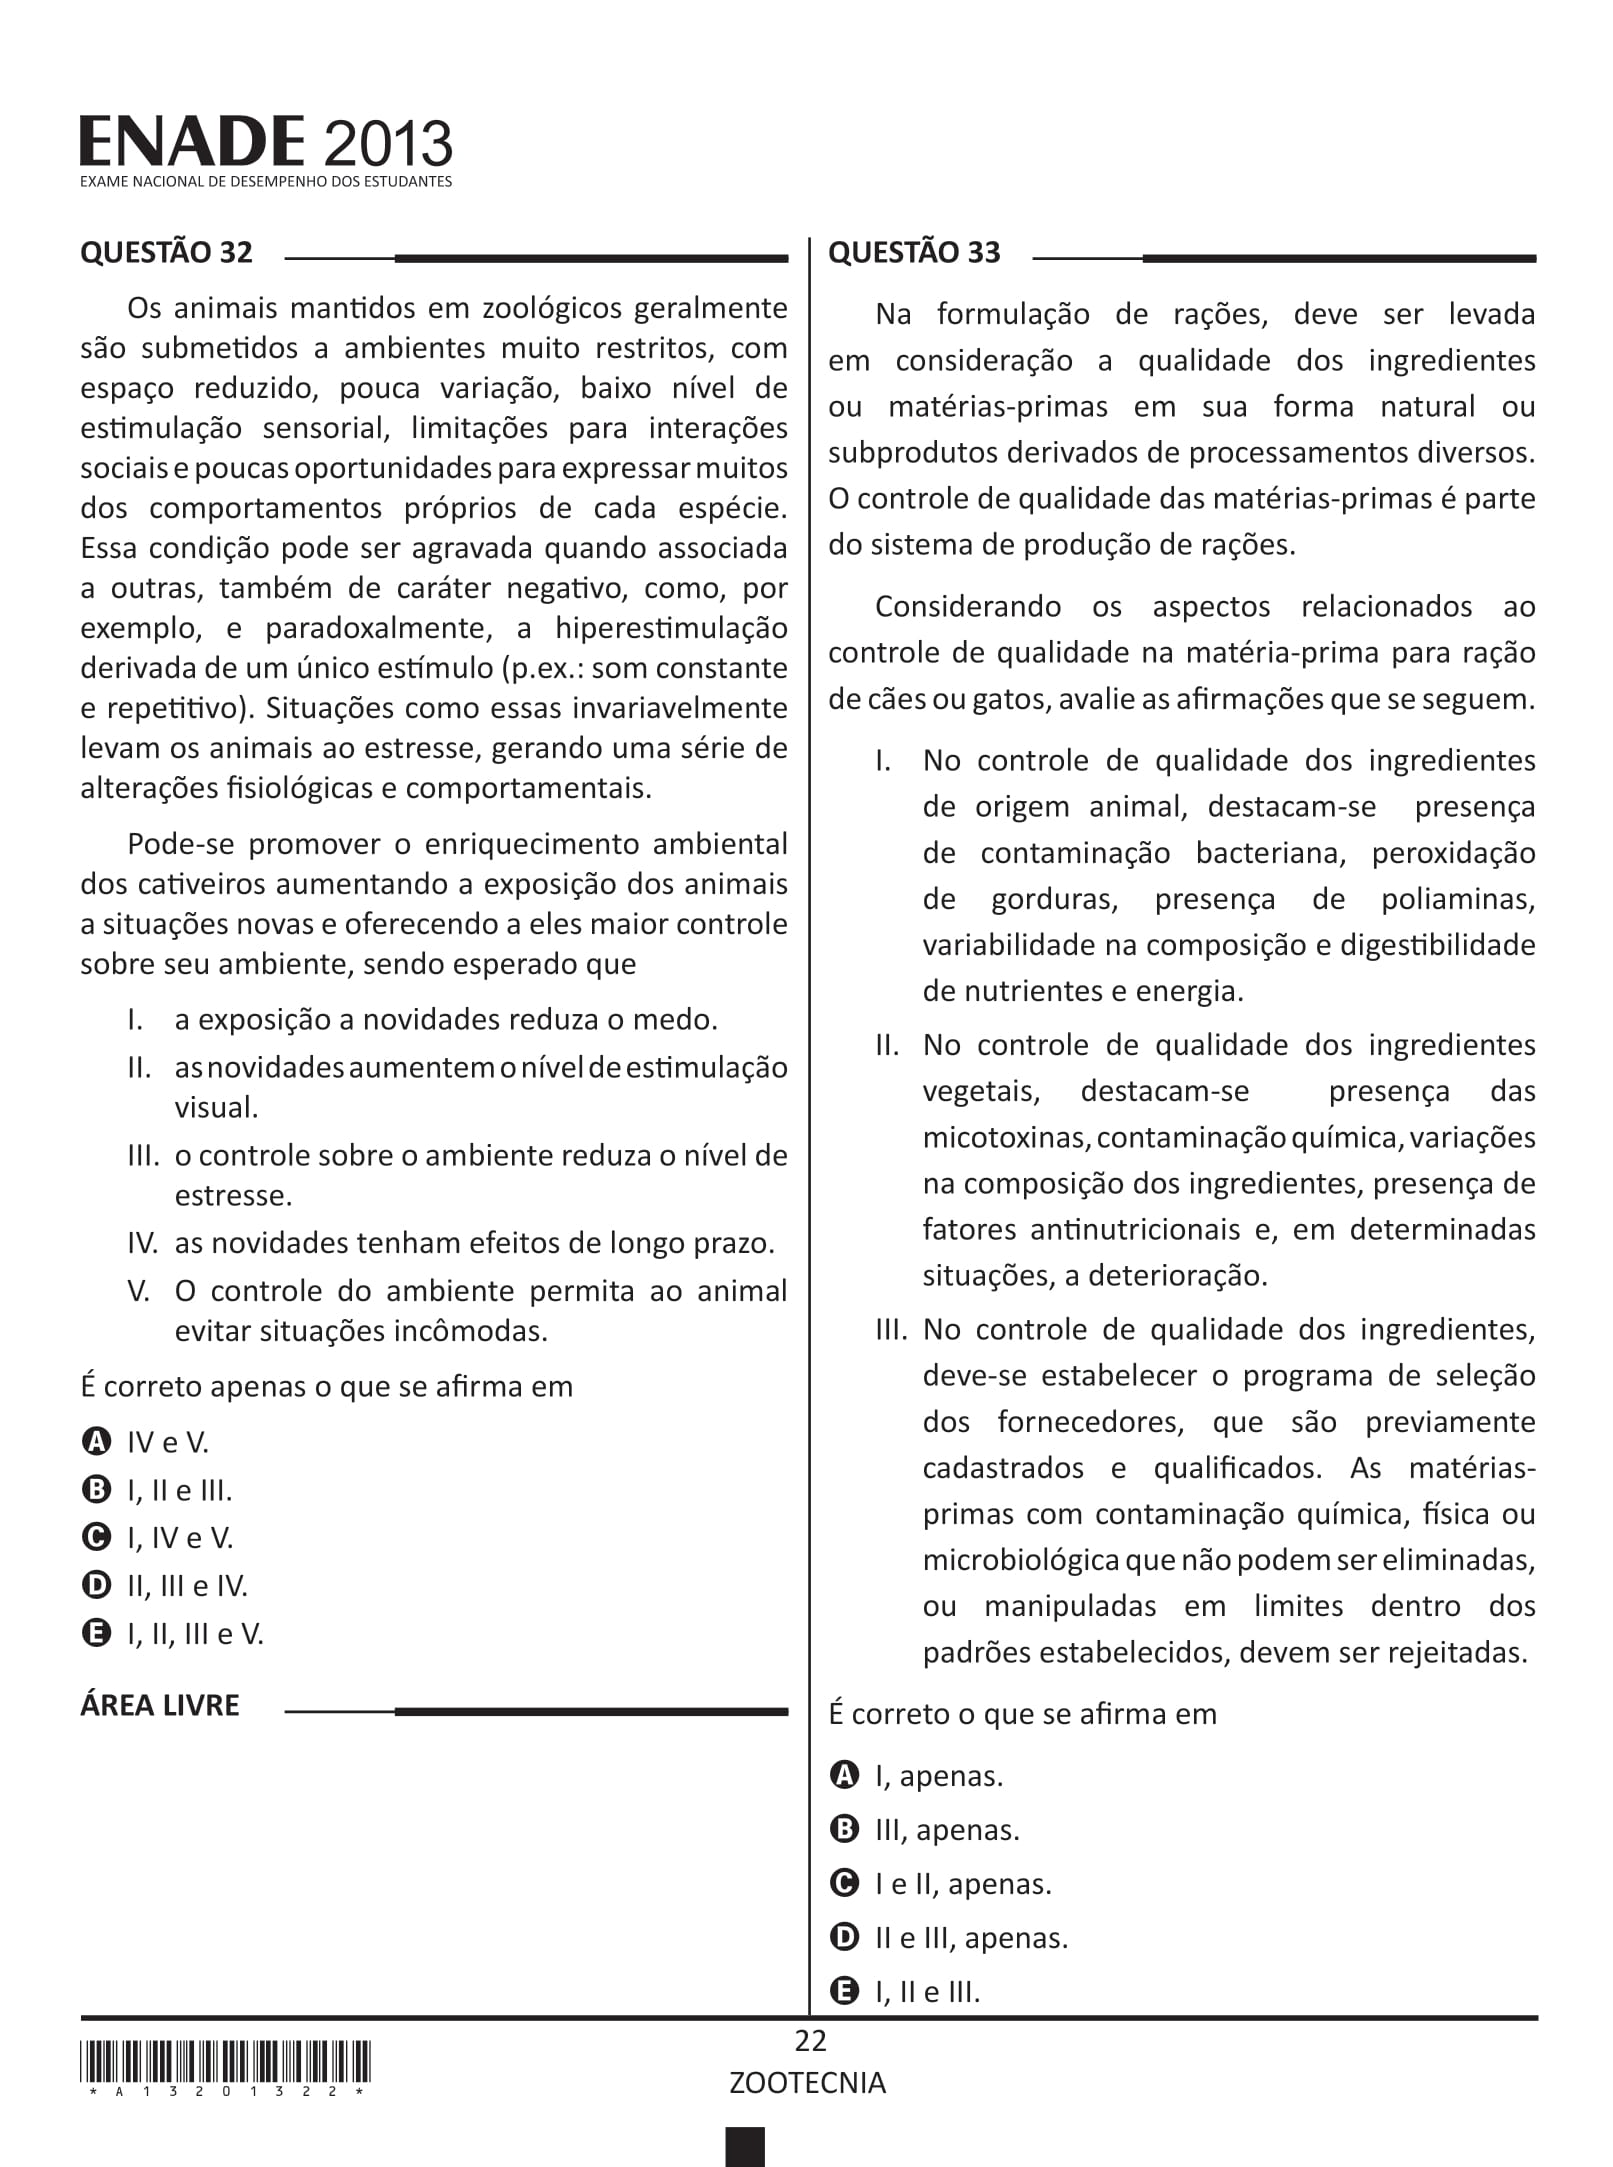 ENADE 2013
EXAME NACIONAL DE DESEMPENHO DOS ESTUDANTES
QUESTÃO 32
Os animais mantidos em zoológicos geralmente
são submetidos a ambientes muito restritos, com
espaço reduzido, pouca variação, baixo nível de
estimulação sensorial, limitações para interações
sociais e poucas oportunidades para expressar muitos
dos comportamentos próprios de cada espécie.
Essa condição pode ser agravada quando associada
a outras, também de caráter negativo, como, por
exemplo, e paradoxalmente, a hiperestimulação
derivada de um único estímulo (p.ex.: som constante
e repetitivo). Situações como essas invariavelmente
levam os animais ao estresse, gerando uma série de
alterações fisiológicas e comportamentais.
Pode-se promover o enriquecimento ambiental
dos cativeiros aumentando a exposição dos animais
a situações novas e oferecendo a eles maior controle
sobre seu ambiente, sendo esperado que
I. a exposição a novidades reduza o medo.
II. as novidades aumentem o nível de estimulação
visual.
III. o controle sobre o ambiente reduza o nível de
estresse.
IV. as novidades tenham efeitos de longo prazo.
V. O controle do ambiente permita ao animal
evitar situações incômodas.
É correto apenas o que se afirma em
A IV e V.
B I, II e III.
C I, IV e V.
D II, III e IV.
E I, II, III e V.
ÁREA LIVRE
QUESTÃO 33
Na formulação de rações, deve ser levada
em consideração a qualidade dos ingredientes
ou matérias-primas em sua forma natural ou
subprodutos derivados de processamentos diversos.
O controle de qualidade das matérias-primas é parte
do sistema de produção de rações.
Considerando os aspectos relacionados ao
controle de qualidade na matéria-prima para ração
de cães ou gatos, avalie as afirmações que se seguem.
I. No controle de qualidade dos ingredientes
de origem animal, destacam-se presença
de contaminação bacteriana, peroxidação
de gorduras, presença de poliaminas,
variabilidade na composição e digestibilidade
de nutrientes e energia.
II. No controle de qualidade dos ingredientes
vegetais, destacam-se presença das
micotoxinas, contaminação química, variações
na composição dos ingredientes, presença de
fatores antinutricionais e, em determinadas
situações, a deterioração.
III. No controle de qualidade dos ingredientes,
deve-se estabelecer o programa de seleção
dos fornecedores, que são previamente
cadastrados e qualificados. As matérias-
primas com contaminação química, física ou
microbiológica que não podem ser eliminadas,
ou manipuladas em limites dentro dos
padrões estabelecidos, devem ser rejeitadas.
É correto o que se afirma em
A I, apenas.
B III, apenas.
C I e II, apenas.
D II e III, apenas.
E I, II e III.
22
ZOOTECNIA
*A13201322*